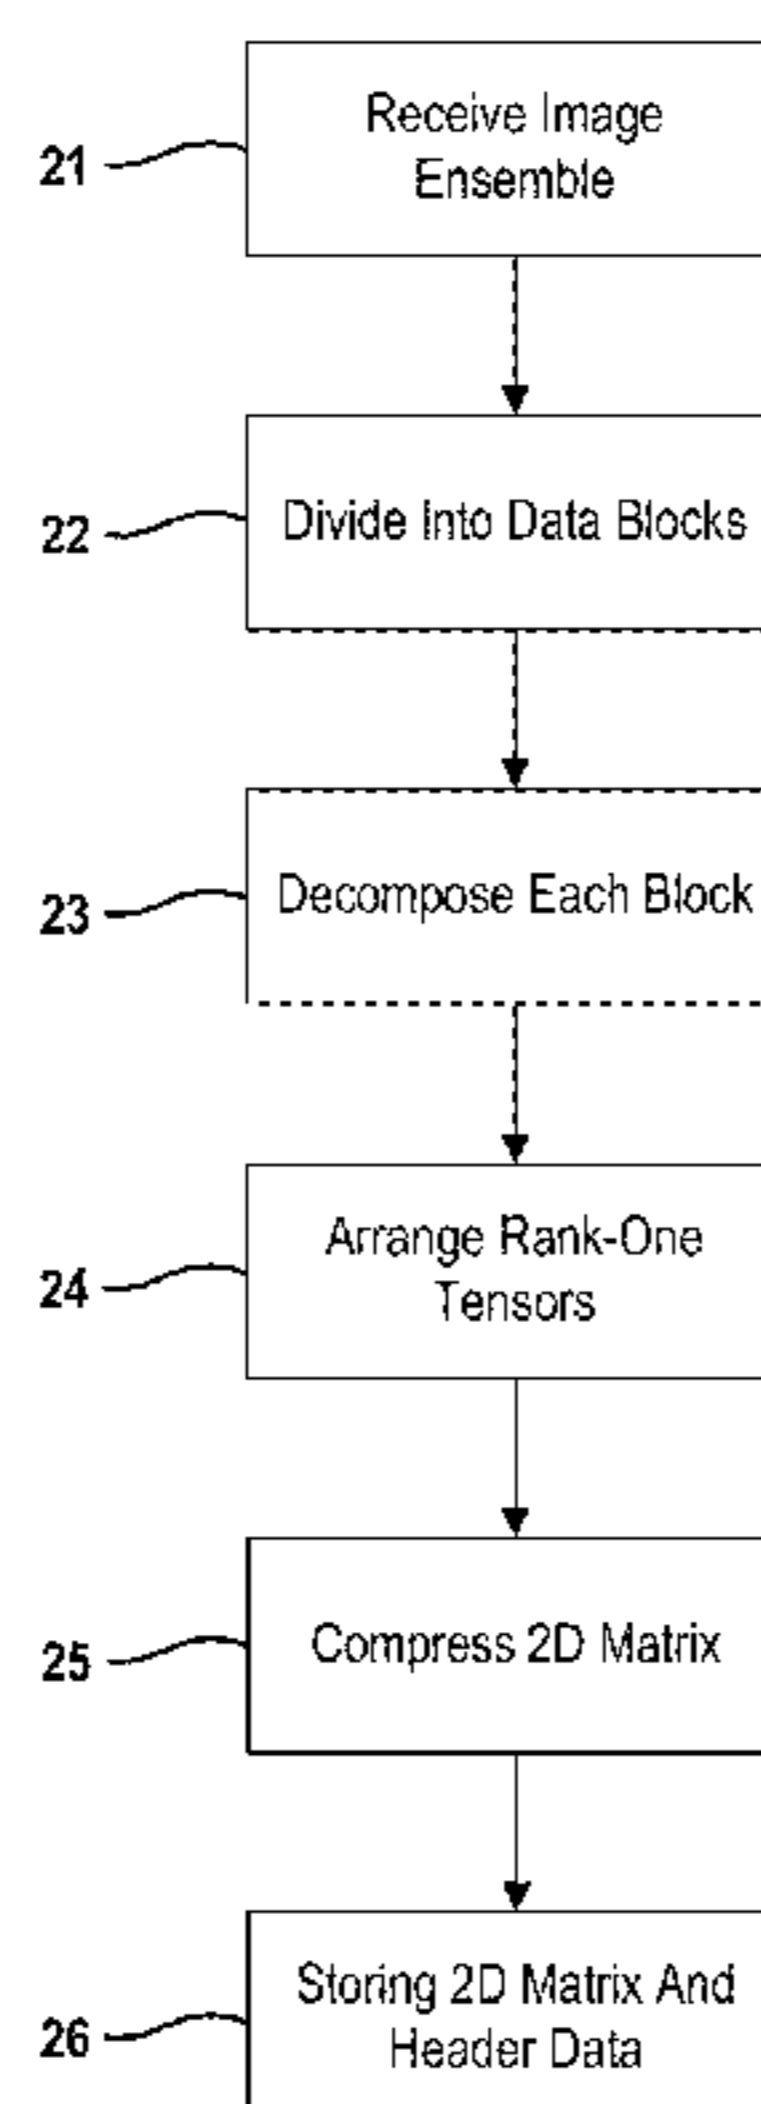 21
Receive Image
Ensemble
22
Divide Into Data Blocks
23
Decompose Each Block
24
Arrange Rank-One
Tensors
25
Compress 2D Matrix
26
Storing 2D Matrix And
Header Data